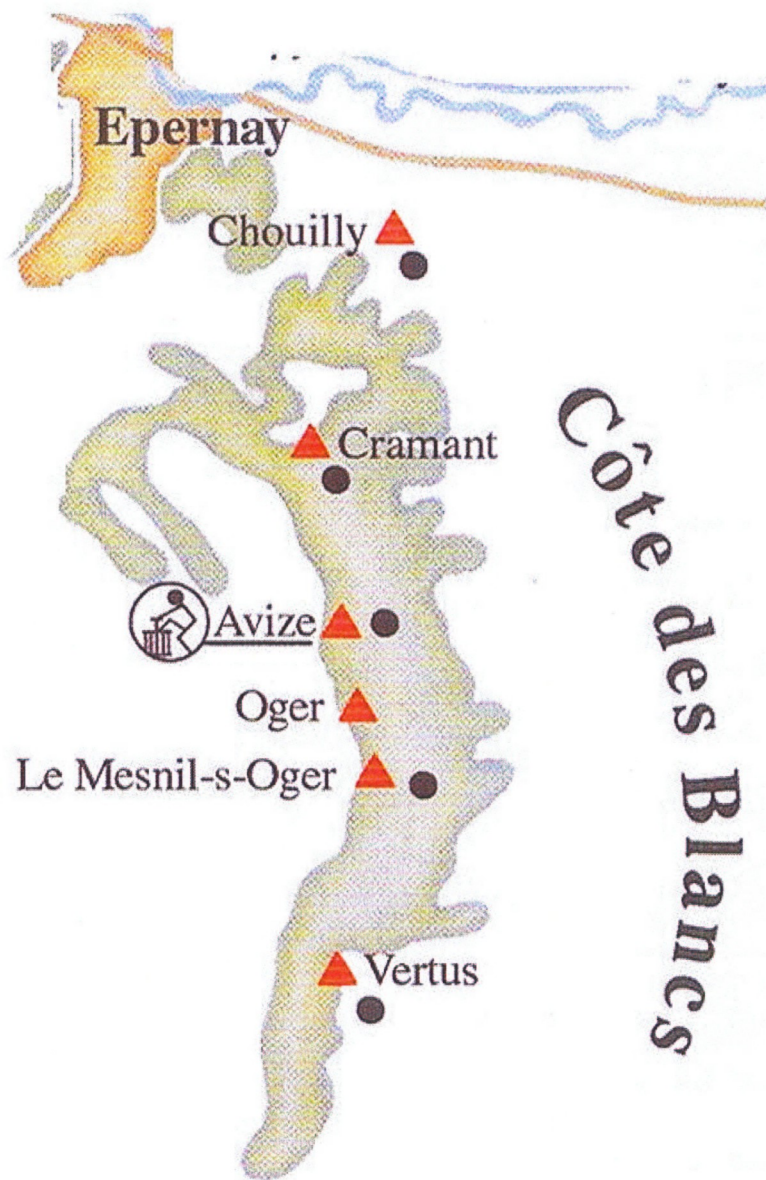 Epernay
Chouilly
Cramant
Avize
Oger
Le Mesnil-s-Oger
Vertus
Côte des Blancs